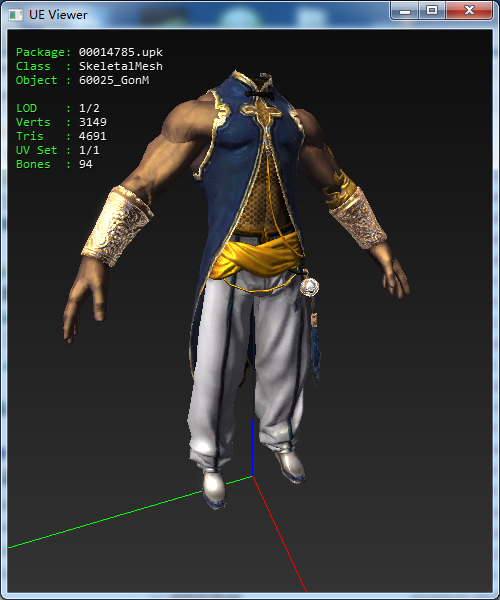 UE Viewer
Package: 00014785.upk
Class : SkeletalMesh
Object : 60025_GonM
LOD : 1/2
Verts : 3149
Tris : 4691
UV Set : 1/1
Bones : 94